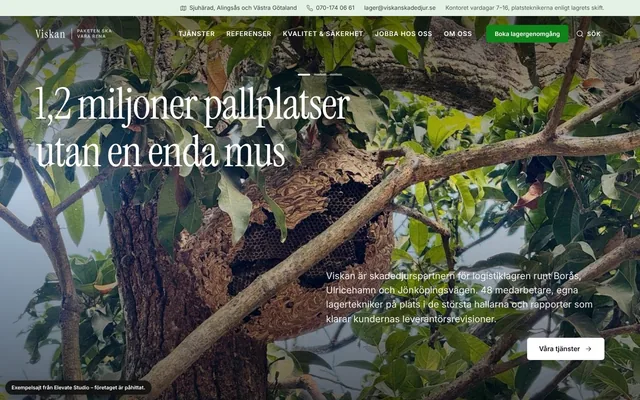 Sjuhärad, Alingsås och Västra Götaland
070-174 06 61
lager@viskanskadedjur.se
Kontoret vardagar 7–16, platsteknikerna enligt lagrets skift.
Viskan
PAXETEN SKA
VARA RENA
TJÄNSTER
REFERENSER
KVALITET & SÄKERHET
JOBBA HOS OSS
OM OSS
Boka lagergenomgång
SÖK
1,2 miljoner pallplatser
utan en enda mus
Viskan är skadedjurspartnern för logistiklagren runt Borås,
Ulricehamn och Jönköpingsvägen. 48 medarbetare, egna
lagertekniker på plats i de största hallarna och rapporter som
klarar kundernas leverantörsrevisioner.
Våra tjänster
Exempelsajt från Elevate Studio – företaget är påhittat.